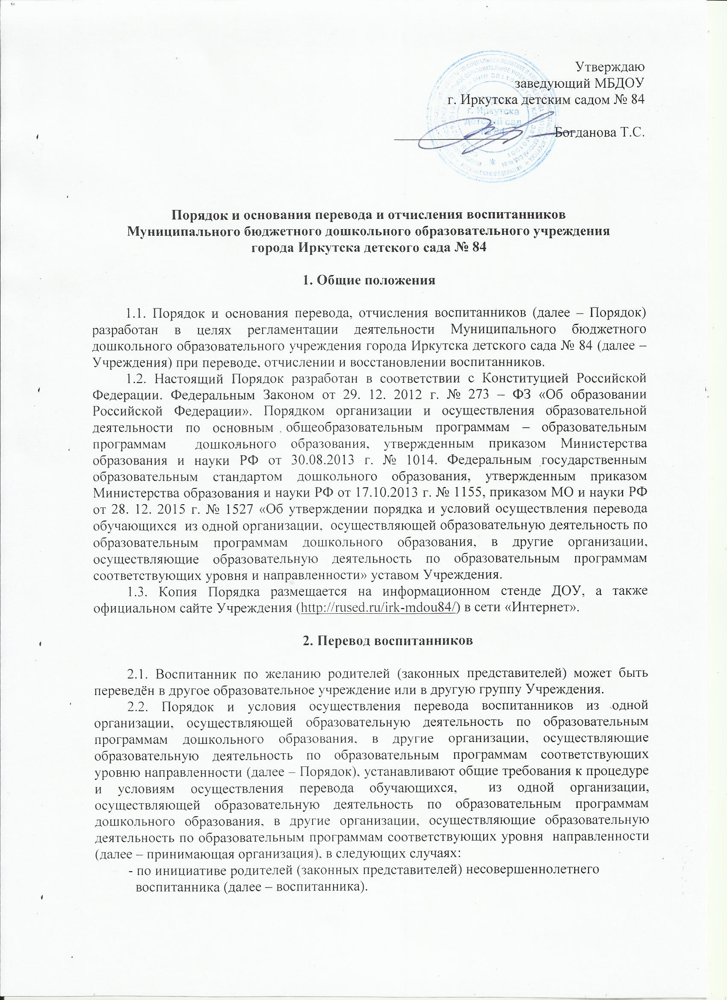 Утверждаю
заведующий МБДОУ
г. Иркутска детским садом № 84
г. Иркутска
детский сад
Богданова Т.С.
РОССИЙСКАЯ ФЕДЕРАЦИЯ
Порядок и основания перевода и отчисления воспитанников
Муниципального бюджетного дошкольного образовательного учреждения
города Иркутска детского сада № 84
1. Общие положения
1.1. Порядок и основания перевода, отчисления воспитанников (далее – Порядок)
разработан в целях регламентации деятельности Муниципального бюджетного
дошкольного образовательного учреждения города Иркутска детского сада № 84 (далее –
Учреждения) при переводе, отчислении и восстановлении воспитанников.
1.2. Настоящий Порядок разработан в соответствии с Конституцией Российской
Федерации. Федеральным Законом от 29. 12. 2012 г. № 273 – ФЗ «Об образовании
Российской Федерации». Порядком организации и осуществления образовательной
деятельности по основным общеобразовательным программам – образовательным
программам дошкольного образования, утвержденным приказом Министерства
образования и науки РФ от 30.08.2013 г. № 1014. Федеральным государственным
образовательным стандартом дошкольного образования, утвержденным приказом
Министерства образования и науки РФ от 17.10.2013 г. № 1155, приказом МО и науки РФ
от 28. 12. 2015 г. № 1527 «Об утверждении порядка и условий осуществления перевода
обучающихся из одной организации, осуществляющей образовательную деятельность по
образовательным программам дошкольного образования, в другие организации,
осуществляющие образовательную деятельность по образовательным программам
соответствующих уровня и направленности» уставом Учреждения.
1.3. Копия Порядка размещается на информационном стенде ДОУ, а также
официальном сайте Учреждения (http://rused.ru/irk-mdou84/) в сети «Интернет».
2. Перевод воспитанников
2.1. Воспитанник по желанию родителей (законных представителей) может быть
переведён в другое образовательное учреждение или в другую группу Учреждения.
2.2. Порядок и условия осуществления перевода воспитанников из одной
организации, осуществляющей образовательную деятельность по образовательным
программам дошкольного образования, в другие организации, осуществляющие
образовательную деятельность по образовательным программам соответствующих
уровню направленности (далее – Порядок), устанавливают общие требования к процедуре
и условиям осуществления перевода обучающихся, из одной организации,
осуществляющей образовательную деятельность по образовательным программам
дошкольного образования, в другие организации, осуществляющие образовательную
деятельность по образовательным программам соответствующих уровня направленности
(далее – принимающая организация), в следующих случаях:
- по инициативе родителей (законных представителей) несовершеннолетнего
воспитанника (далее – воспитанника).